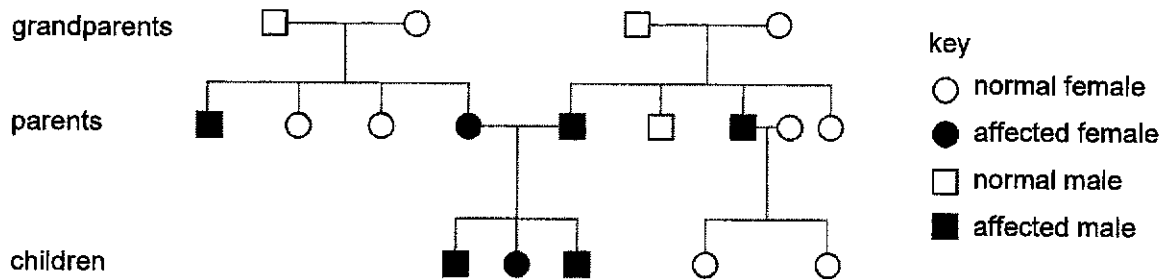 grandparents
parents
children
key
normal female
affected female
normal male
affected male